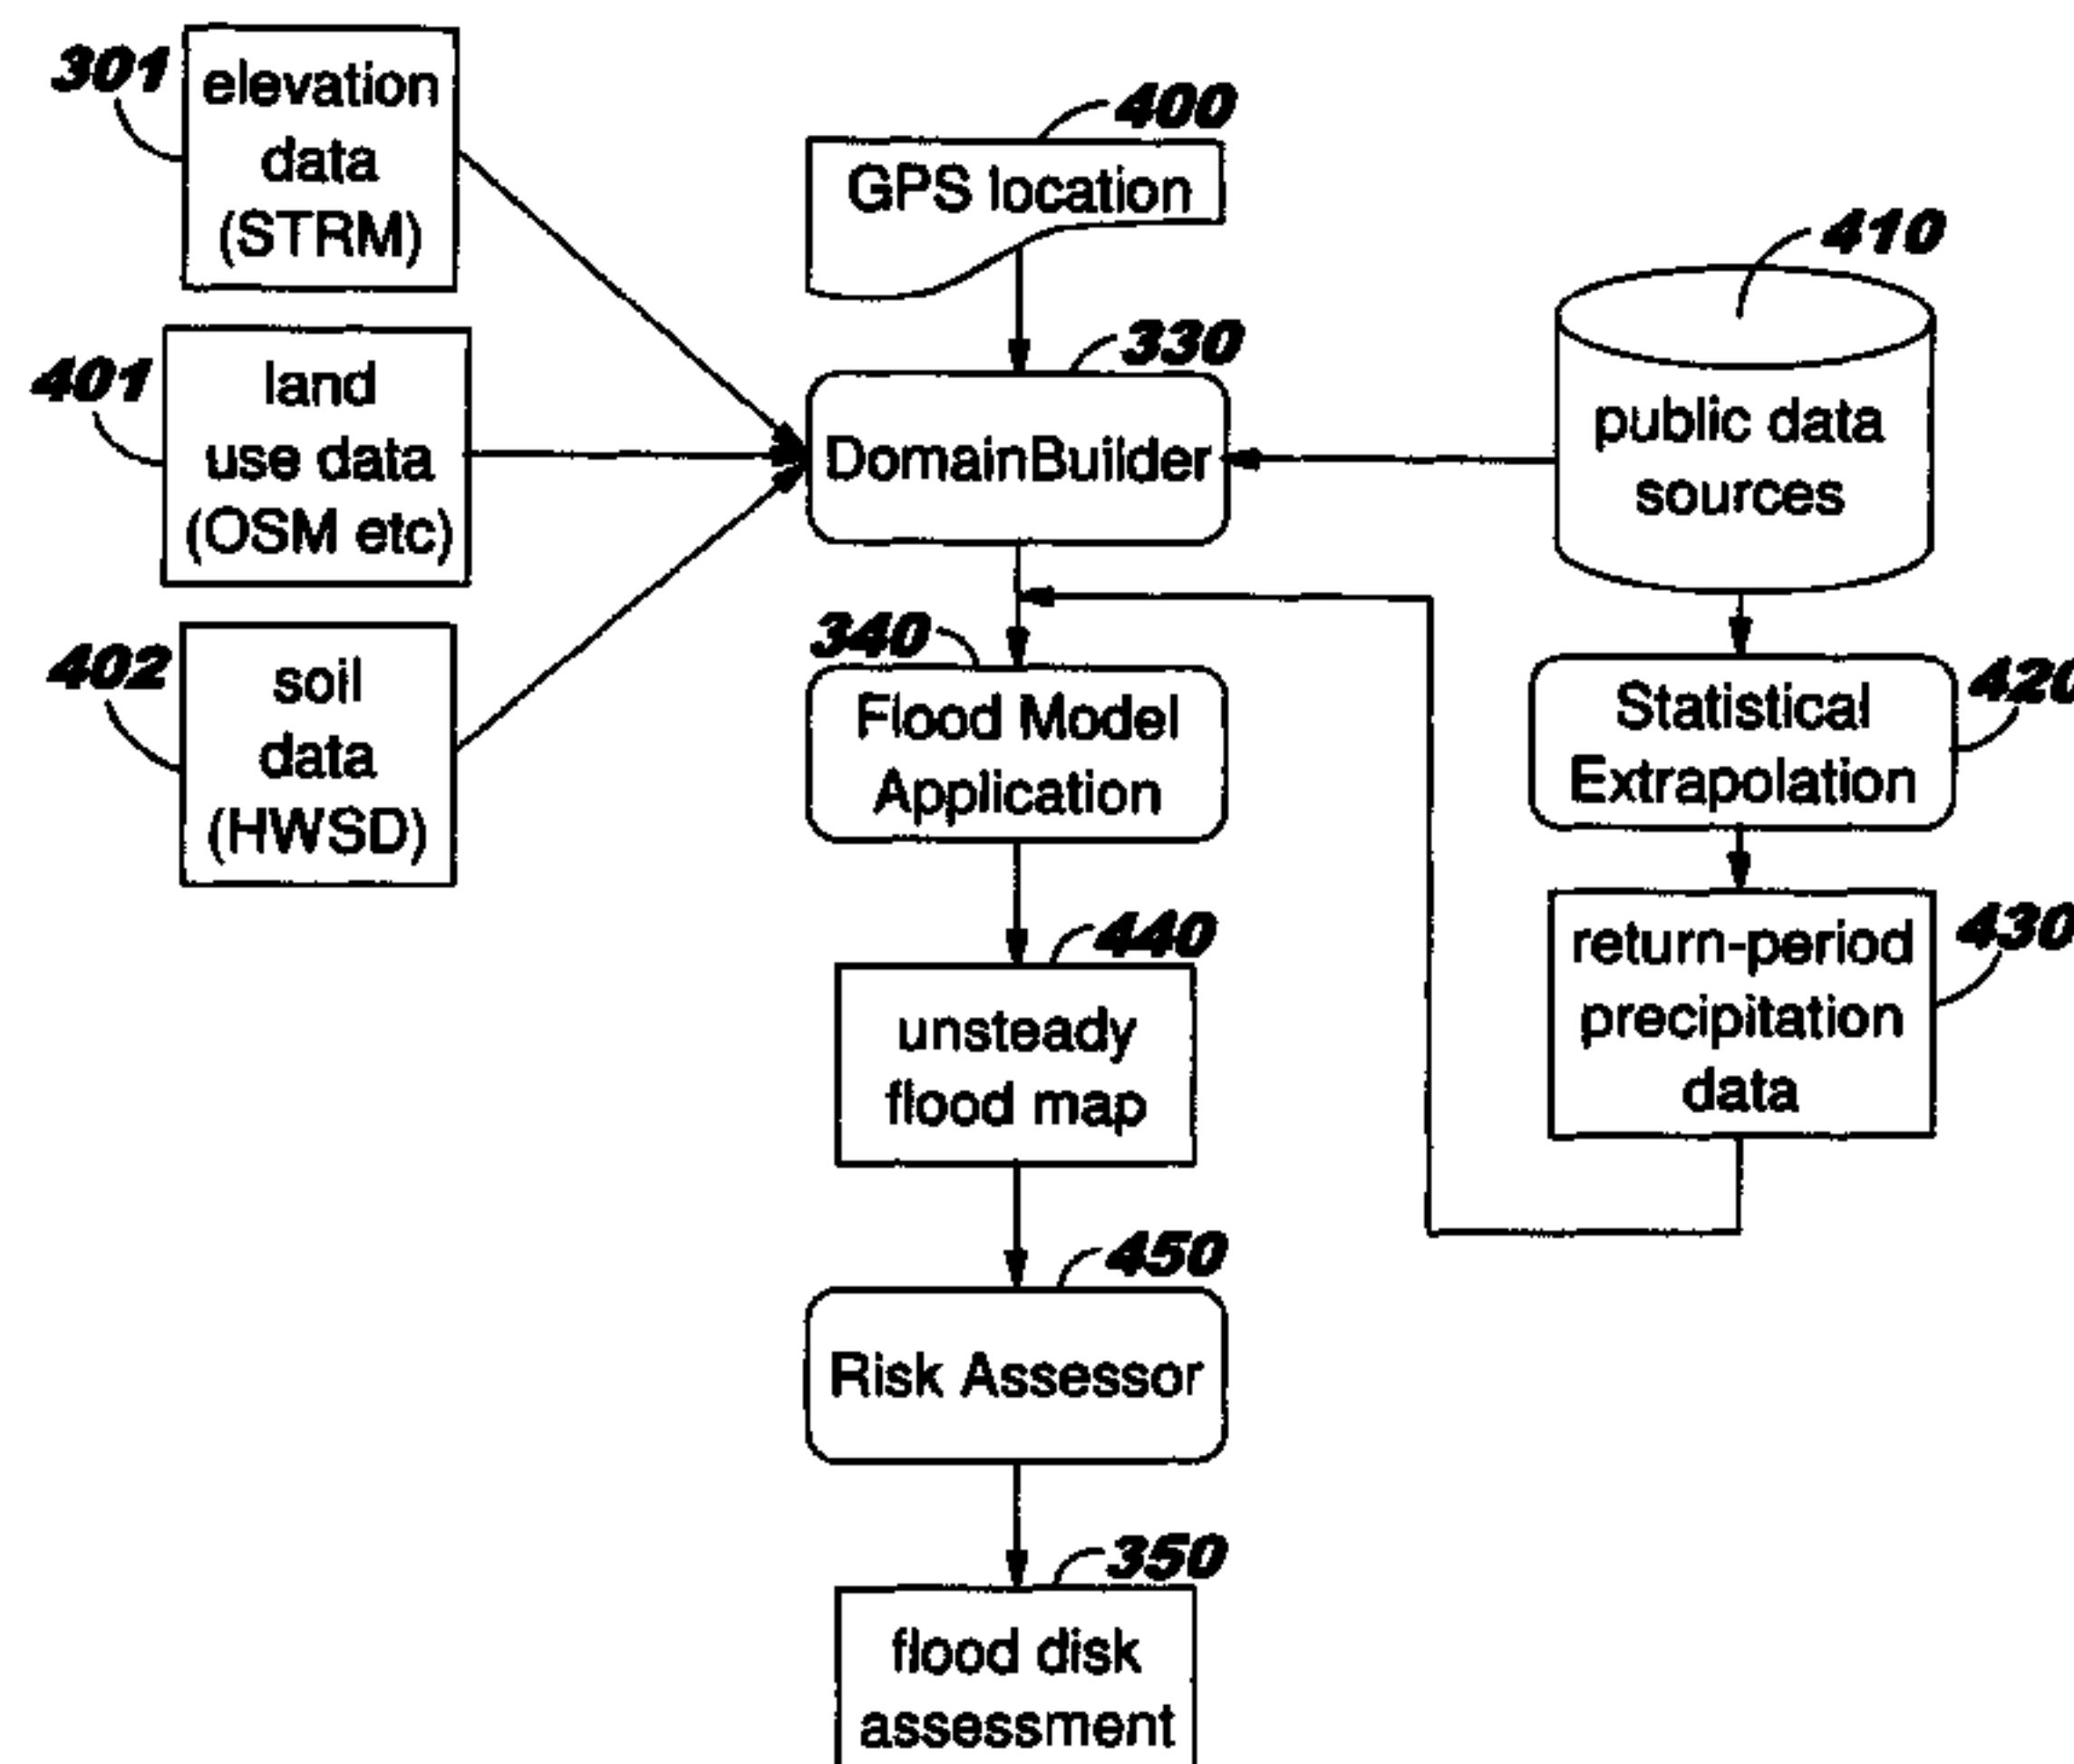 301
elevation
data
(STRM)
401
land
use data
(OSM etc)
402
soil
data
(HWSD)
400
GPS location
330
DomainBuilder
340
Flood Model
Application
440
unsteady
flood map
450
Risk Assessor
350
flood disk
assessment
410
public data
sources
420
Statistical
Extrapolation
430
return-period
precipitation
data